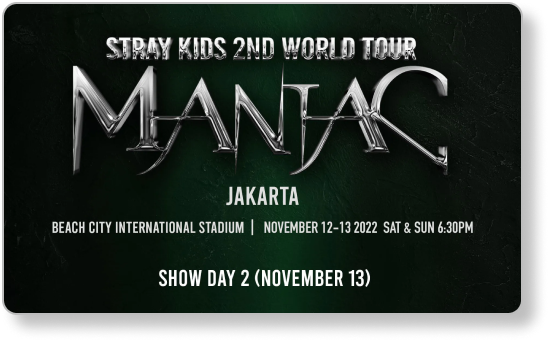 STRAY KIDS 2ND WORLD TOUR
MANIAC
JAKARTA
BEACH CITY INTERNATIONAL STADIUM | NOVEMBER 12-13 2022 SAT & SUN 6:30PM
SHOW DAY 2 (NOVEMBER 13)